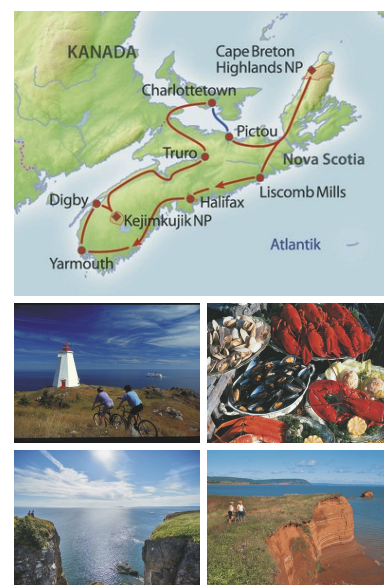 KANADA
Cape Breton
Highlands NP
Charlottetown
Pictou
Truro
Nova Scotia
Liscomb Mills
Digby
Halifax
Kejimkujik NP
Atlantik
Yarmouth